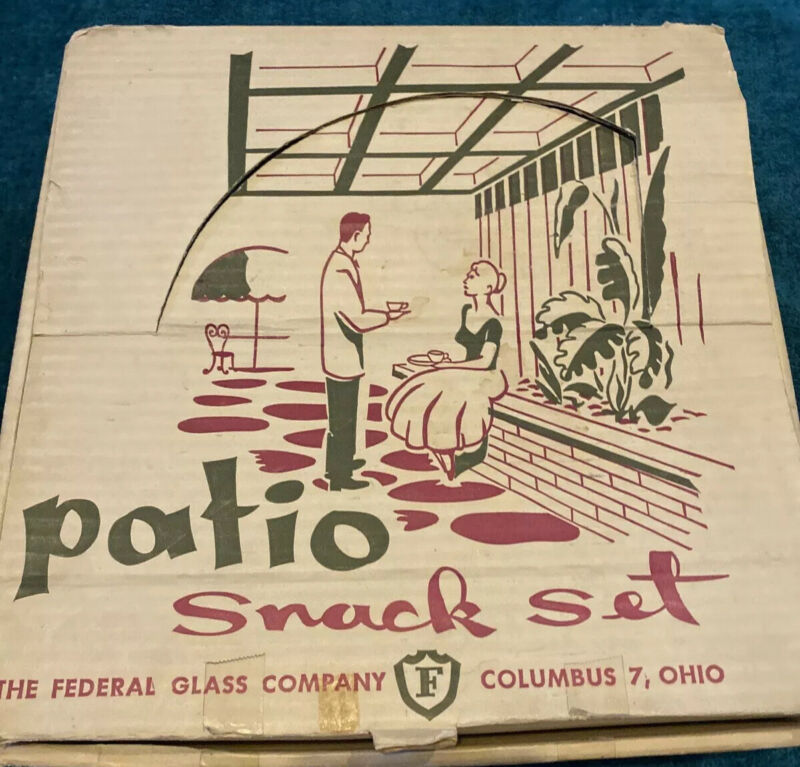 patio
snack set
THE FEDERAL GLASS COMPANY F COLUMBUS 7, OHIO